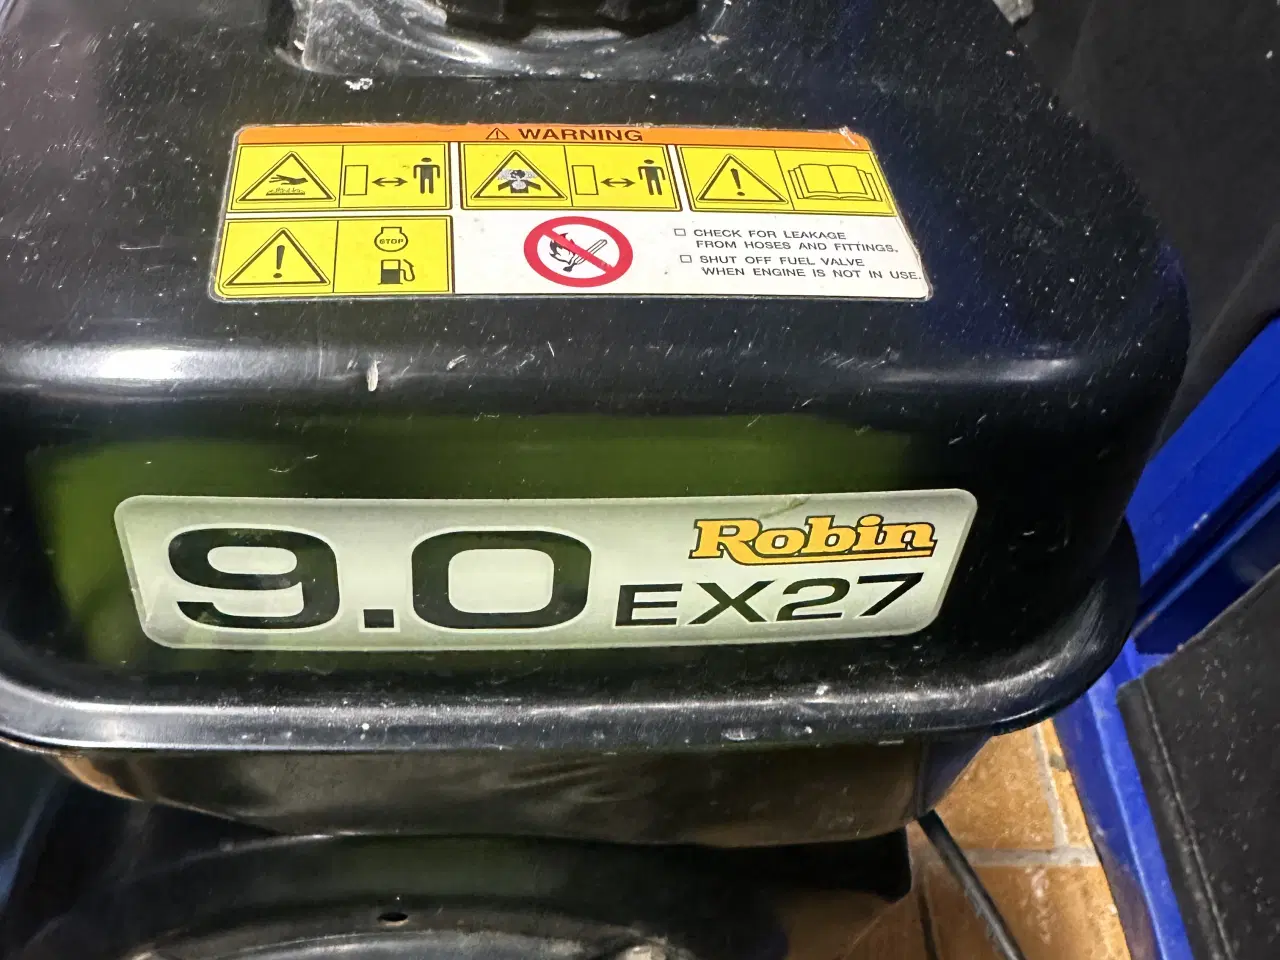 WARNING
STOP
CHECK FOR LEAKAGE
FROM HOSES AND FITTINGS.
SHUT OFF FUEL VALVE
WHEN ENGINE IS NOT IN USE.
9.0 Robin
EX27